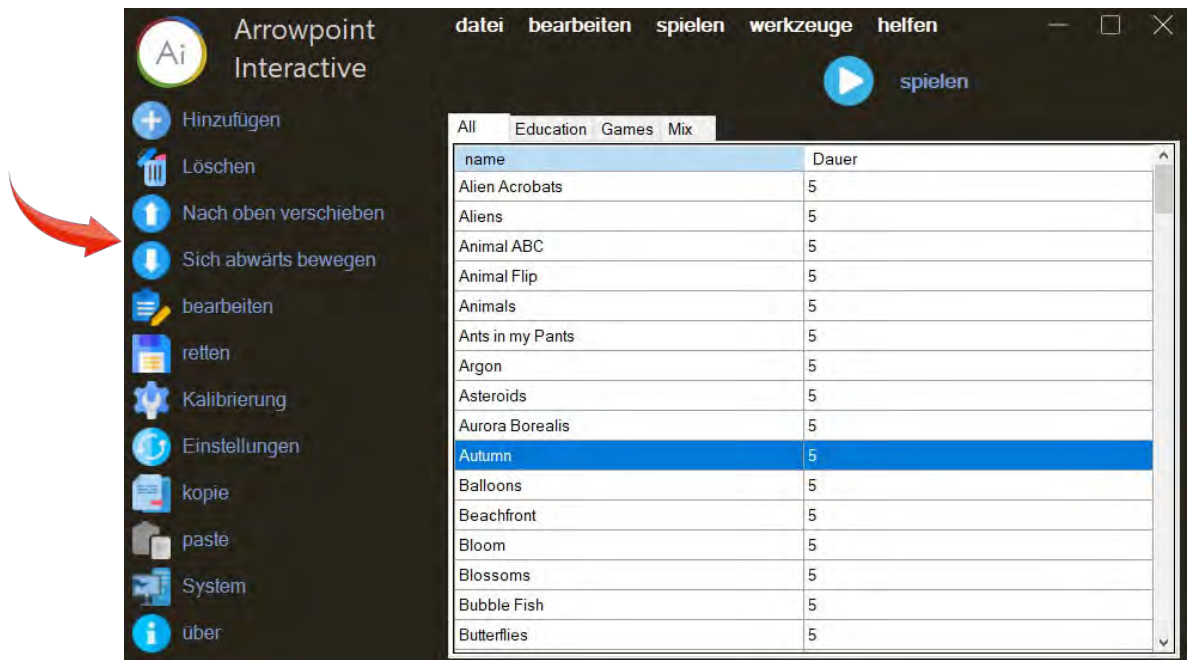 Ai
Arrowpoint
Interactive
datei bearbeiten spielen werkzeuge helfen
spielen
Hinzufügen
Löschen
Nach oben verschieben
Sich abwärts bewegen
bearbeiten
retten
Kalibrierung
Einstellungen
kopie
paste
System
über
All Education Games Mix
name Dauer
Alien Acrobats 5
Aliens 5
Animal ABC 5
Animal Flip 5
Animals 5
Ants in my Pants 5
Argon 5
Asteroids 5
Aurora Borealis 5
Autumn 5
Balloons 5
Beachfront 5
Bloom 5
Blossoms 5
Bubble Fish 5
Butterflies 5